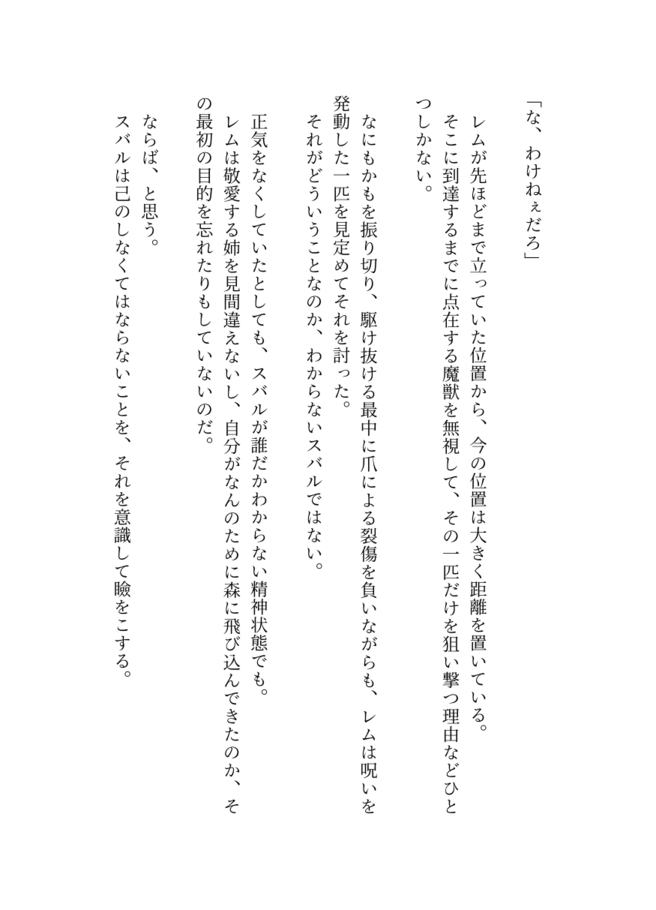 「な、わけねぇだろ」
レムが先ほどまで立っていた位置から、今の位置は大きく距離を置いている。
そこに到達するまでに点在する魔獣を無視して、その一匹だけを狙い撃つ理由などひと
つしかない。
なにもかもを振り切り、駆け抜ける最中に爪による裂傷を負いながらも、レムは呪いを
発動した一匹を見定めてそれを討った。
それがどういうことなのか、わからないスバルではない。
正気をなくしていたとしても、スバルが誰だかわからない精神状態でも。
レムは敬愛する姉を見間違えないし、自分がなんのために森に飛び込んできたのか、そ
の最初の目的を忘れたりもしていないのだ。
ならば、と思う。
スバルは己のしなくてはならないことを、それを意識して瞼をこする。